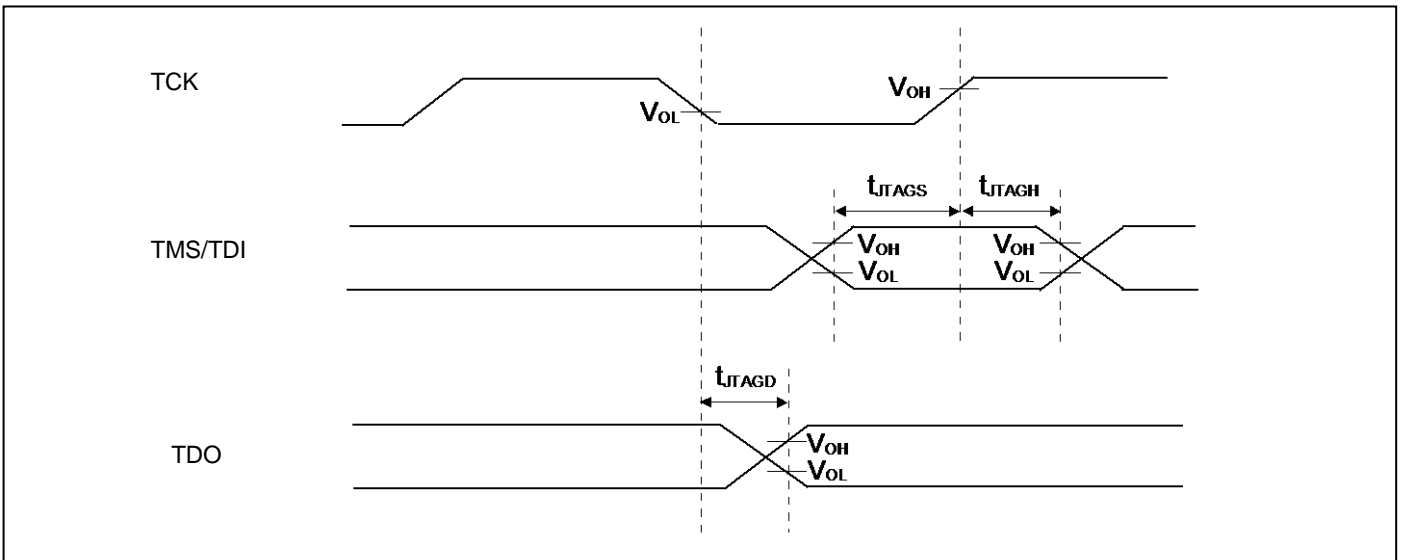 TCK
VOL
VOH
tJTAGS
tJTAGH
TMS/TDI
VOH
VOL
VOH
VOL
tJTAGD
TDO
VOH
VOL